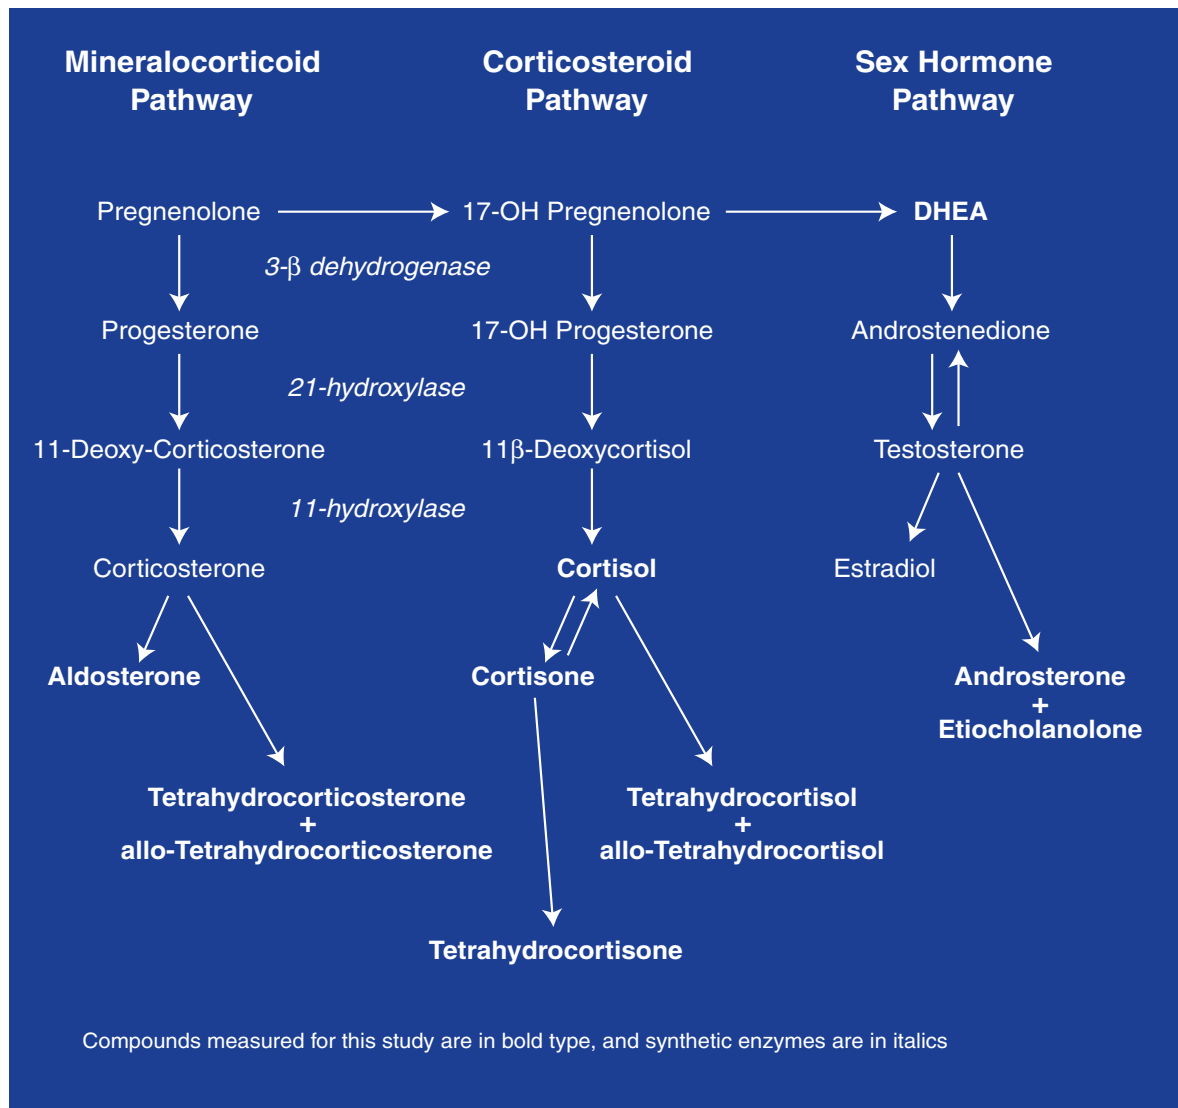 Mineralocorticoid
Pathway
Corticosteroid
Pathway
Sex Hormone
Pathway
Pregnenolone
17-OH Pregnenolone
DHEA
3-β dehydrogenase
Progesterone
17-OH Progesterone
Androstenedione
21-hydroxylase
11-Deoxy-Corticosterone
11β-Deoxycortisol
Testosterone
11-hydroxylase
Corticosterone
Cortisol
Estradiol
Aldosterone
Cortisone
Androsterone
+
Etiocholanolone
Tetrahydrocorticosterone
+
allo-Tetrahydrocorticosterone
Tetrahydrocortisol
+
allo-Tetrahydrocortisol
Tetrahydrocortisone
Compounds measured for this study are in bold type, and synthetic enzymes are in italics